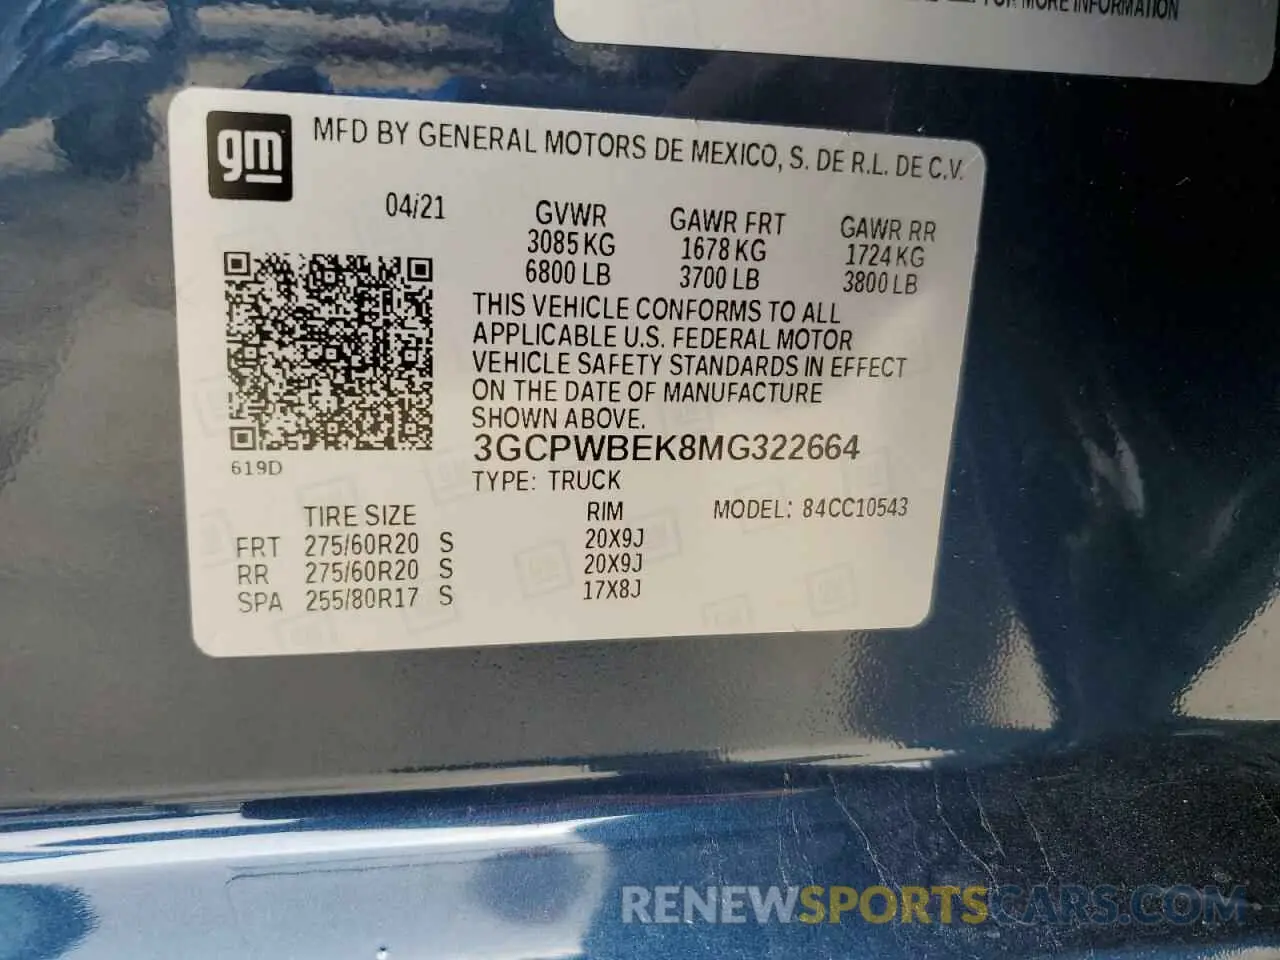 FOR MORE INFORMATION
gm
MFD BY GENERAL MOTORS DE MEXICO, S. DE R.L. DE C.V.
04/21
GVWR GAWR FRT GAWR RR
3085 KG 1678 KG 1724 KG
6800 LB 3700 LB 3800 LB
THIS VEHICLE CONFORMS TO ALL
APPLICABLE U.S. FEDERAL MOTOR
VEHICLE SAFETY STANDARDS IN EFFECT
ON THE DATE OF MANUFACTURE
SHOWN ABOVE.
3GCPWBEK8MG322664
619D
TYPE: TRUCK
TIRE SIZE RIM MODEL: 84CC10543
FRT 275/60R20 S 20X9J
RR 275/60R20 S 20X9J
SPA 255/80R17 S 17X8J
RENEWSPORTSCARS.COM